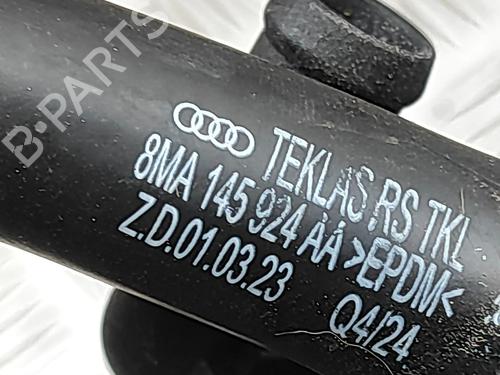 B-PARTS
TEKLAS RS TKL
8MA 145 924 AA >EPDM<
Z.D.01.03.23 Q4/24